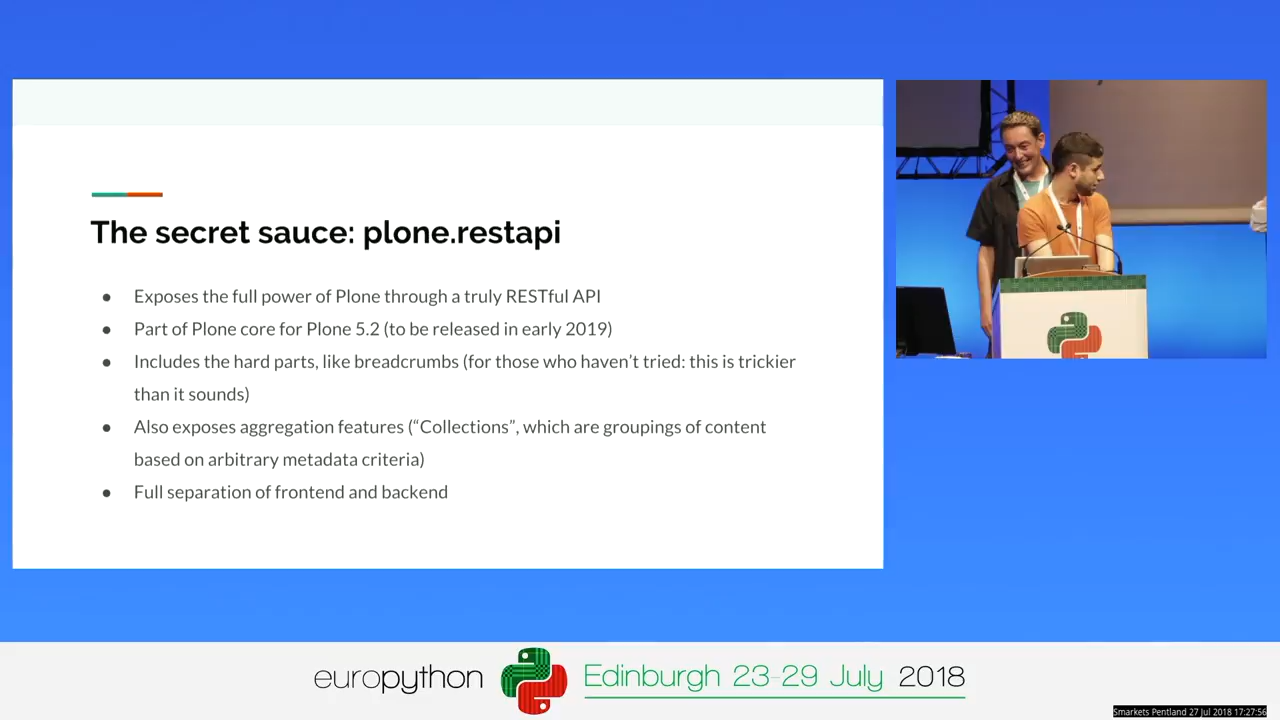 The secret sauce: plone.restapi
● Exposes the full power of Plone through a truly RESTful API
● Part of Plone core for Plone 5.2 (to be released in early 2019)
● Includes the hard parts, like breadcrumbs (for those who haven't tried: this is trickier
than it sounds)
● Also exposes aggregation features (“Collections”, which are groupings of content
based on arbitrary metadata criteria)
● Full separation of frontend and backend
europython Edinburgh 23-29 July 2018
Smarkets Pentland 27 Jul 2018 17:27:56